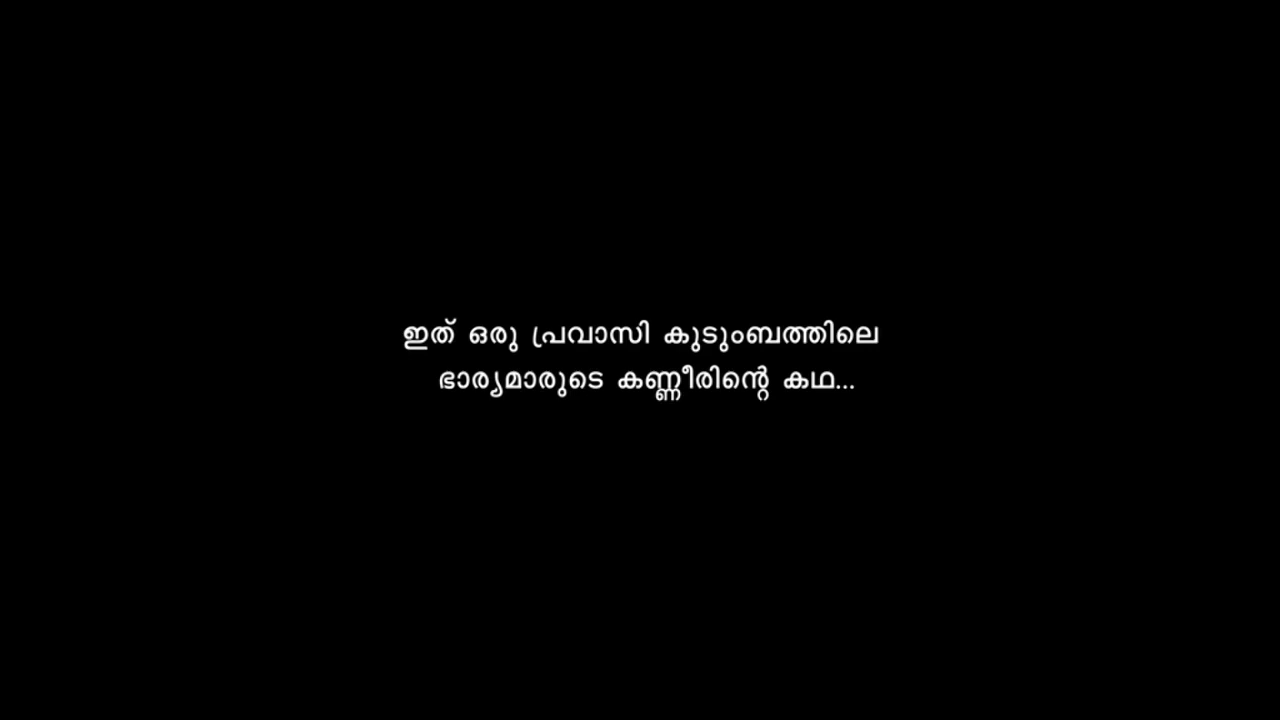 ഇത് ഒരു പ്രവാസി കുടുംബത്തിലെ
ഭാര്യമാരുടെ കണ്ണീരിന്റെ കഥ...